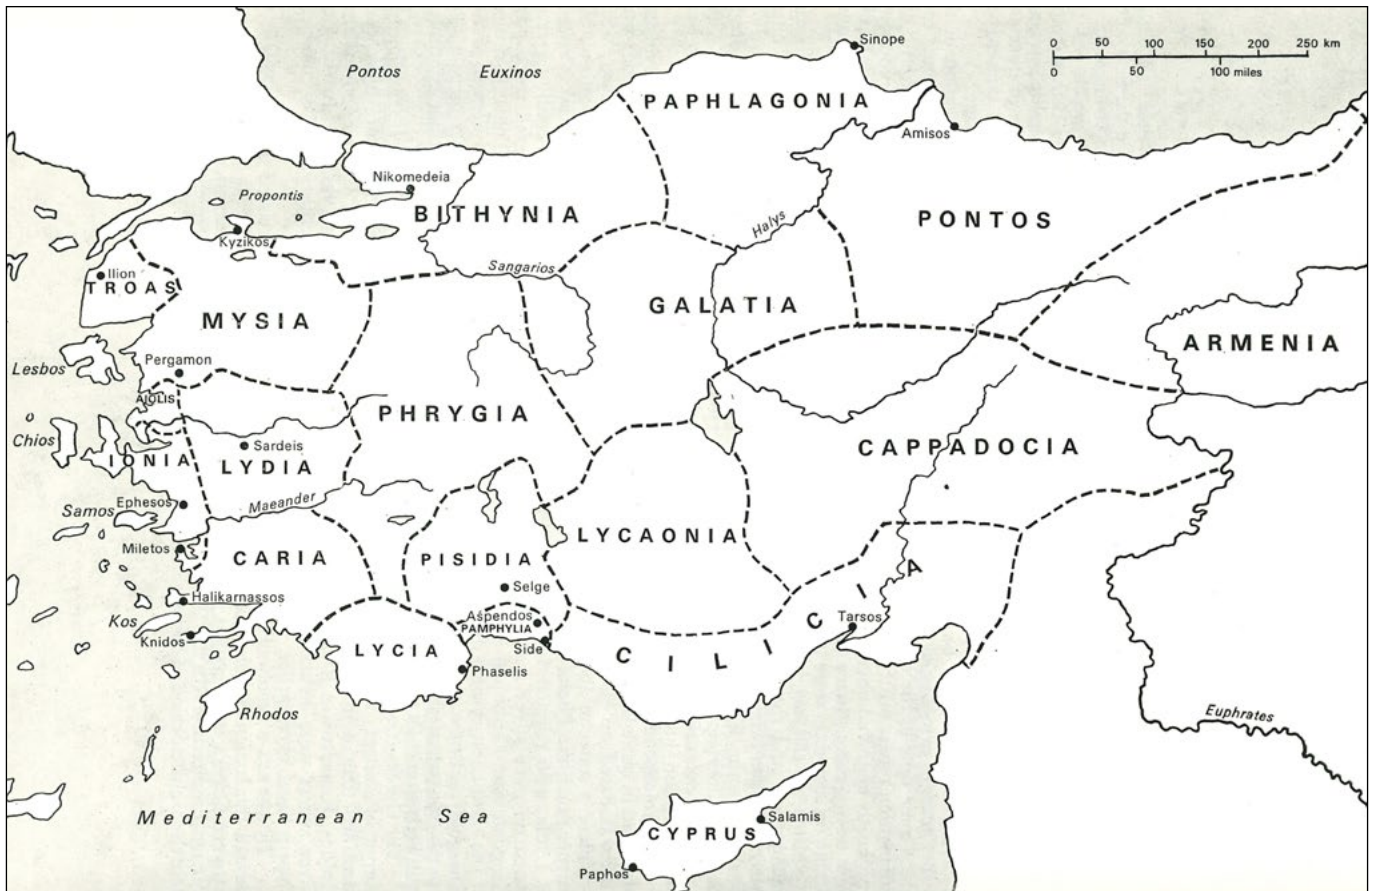 Sinope
0 50 100 150 200 250 km
0 50 100 miles
Pontos Euxinos
PAPHLAGONIA
Amisos
Nikomedeia
Propontis
BITHYNIA
PONTOS
Halys
Kyzikos
Sangarios
Ilion
TROAS
GALATIA
MYSIA
ARMENIA
Pergamon
Lesbos
AIOLIS
PHRYGIA
Chios
Sardeis
CAPPADOCIA
IONIA
LYDIA
Ephesos
Maeander
Samos
LYCAONIA
Miletos
CARIA
PISIDIA
Selge
Halikarnassos
Kos
Aspendos
PAMPHYLIA
Tarsos
Knidos
Side
LYCIA
CILICIA
Phaselis
Rhodos
Euphrates
Mediterranean Sea
Salamis
CYPRUS
Paphos